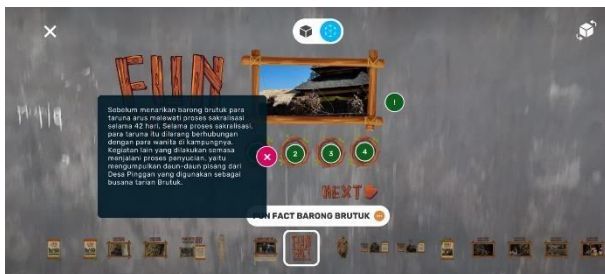 FUN
Sebelum menarikan barong brutuk para
taruna arus melewati proses sakralisasi
selama 42 hari. Selama proses sakralisasi,
para taruna itu dilarang berhubungan
dengan para wanita di kampungnya.
Kegiatan lain yang dilakukan semasa
menjalani proses penyucian, yaitu
mengumpulkan daun-daun pisang dari
Desa Pinggan yang digunakan sebagai
busana tarian Brutuk.
!
2
3
4
NEXT
FUN FACT BARONG BRUTUK